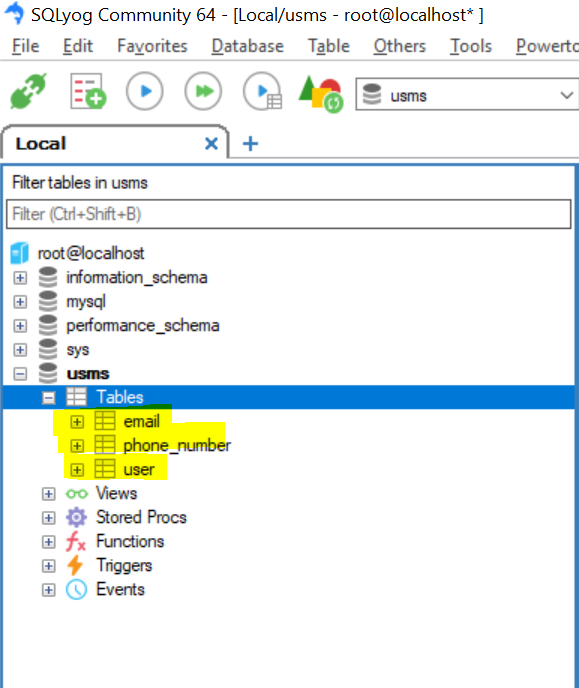 SQLyog Community 64 - [Local/usms - root@localhost* ]
File Edit Favorites Database Table Others Tools Powerto
usms
Local
Filter tables in usms
Filter (Ctrl+Shift+B)
root@localhost
information_schema
mysql
performance_schema
sys
usms
Tables
email
phone_number
user
Views
Stored Procs
Functions
Triggers
Events